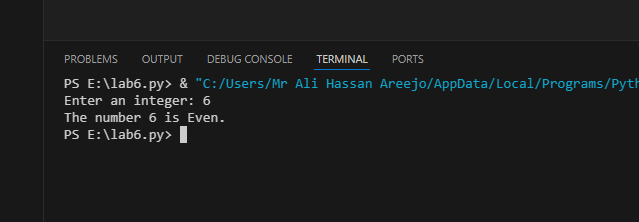 PROBLEMS OUTPUT DEBUG CONSOLE TERMINAL PORTS
PS E:\lab6.py> & "C:/Users/Mr Ali Hassan Areejo/AppData/Local/Programs/Pyth
Enter an integer: 6
The number 6 is Even.
PS E:\lab6.py>